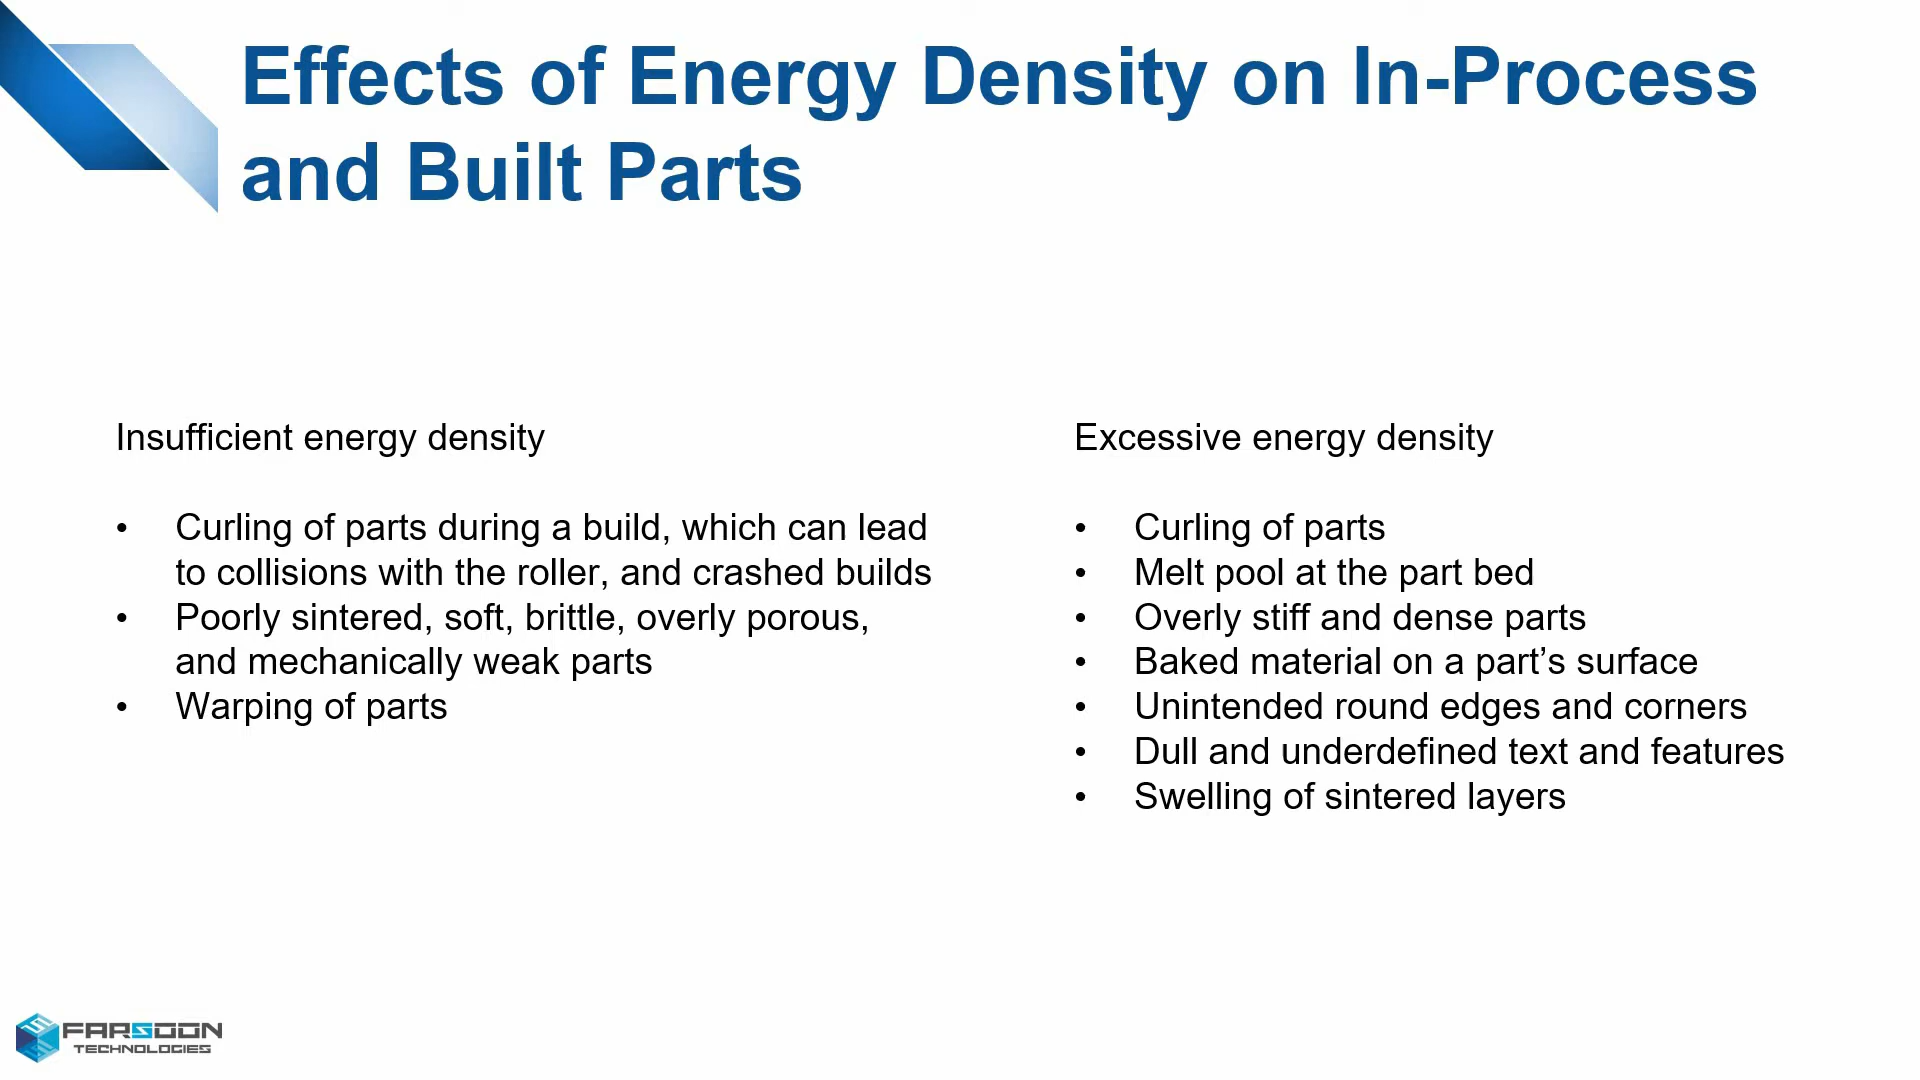 Effects of Energy Density on In-Process
and Built Parts
Insufficient energy density
• Curling of parts during a build, which can lead
to collisions with the roller, and crashed builds
• Poorly sintered, soft, brittle, overly porous,
and mechanically weak parts
• Warping of parts
Excessive energy density
• Curling of parts
• Melt pool at the part bed
• Overly stiff and dense parts
• Baked material on a part’s surface
• Unintended round edges and corners
• Dull and underdefined text and features
• Swelling of sintered layers
FARSOON
TECHNOLOGIES